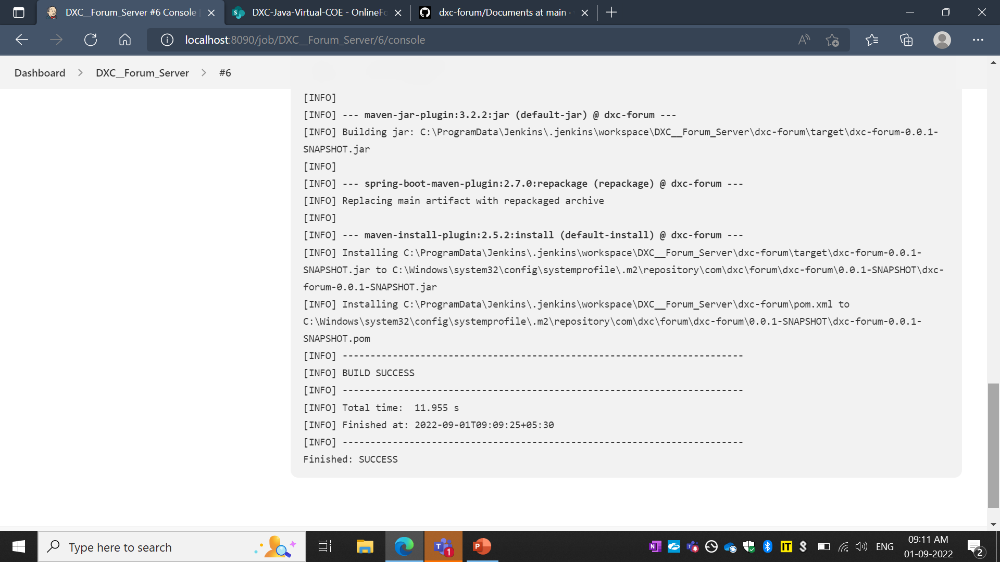 DXC__Forum_Server #6 Console
DXC-Java-Virtual-COE - OnlineFo
dxc-forum/Documents at main ·
localhost:8090/job/DXC__Forum_Server/6/console
Dashboard > DXC__Forum_Server > #6
[INFO]
[INFO] --- maven-jar-plugin:3.2.2:jar (default-jar) @ dxc-forum ---
[INFO] Building jar: C:\ProgramData\Jenkins\.jenkins\workspace\DXC__Forum_Server\dxc-forum\target\dxc-forum-0.0.1-
SNAPSHOT.jar
[INFO]
[INFO] --- spring-boot-maven-plugin:2.7.0:repackage (repackage) @ dxc-forum ---
[INFO] Replacing main artifact with repackaged archive
[INFO]
[INFO] --- maven-install-plugin:2.5.2:install (default-install) @ dxc-forum ---
[INFO] Installing C:\ProgramData\Jenkins\.jenkins\workspace\DXC__Forum_Server\dxc-forum\target\dxc-forum-0.0.1-
SNAPSHOT.jar to C:\Windows\system32\config\systemprofile\.m2\repository\com\dxc\forum\dxc-forum\0.0.1-SNAPSHOT\dxc-
forum-0.0.1-SNAPSHOT.jar
[INFO] Installing C:\ProgramData\Jenkins\.jenkins\workspace\DXC__Forum_Server\dxc-forum\pom.xml to
C:\Windows\system32\config\systemprofile\.m2\repository\com\dxc\forum\dxc-forum\0.0.1-SNAPSHOT\dxc-forum-0.0.1-
SNAPSHOT.pom
[INFO] ------------------------------------------------------------------------
[INFO] BUILD SUCCESS
[INFO] ------------------------------------------------------------------------
[INFO] Total time:  11.955 s
[INFO] Finished at: 2022-09-01T09:09:25+05:30
[INFO] ------------------------------------------------------------------------
Finished: SUCCESS
Type here to search
ENG
09:11 AM
01-09-2022
2